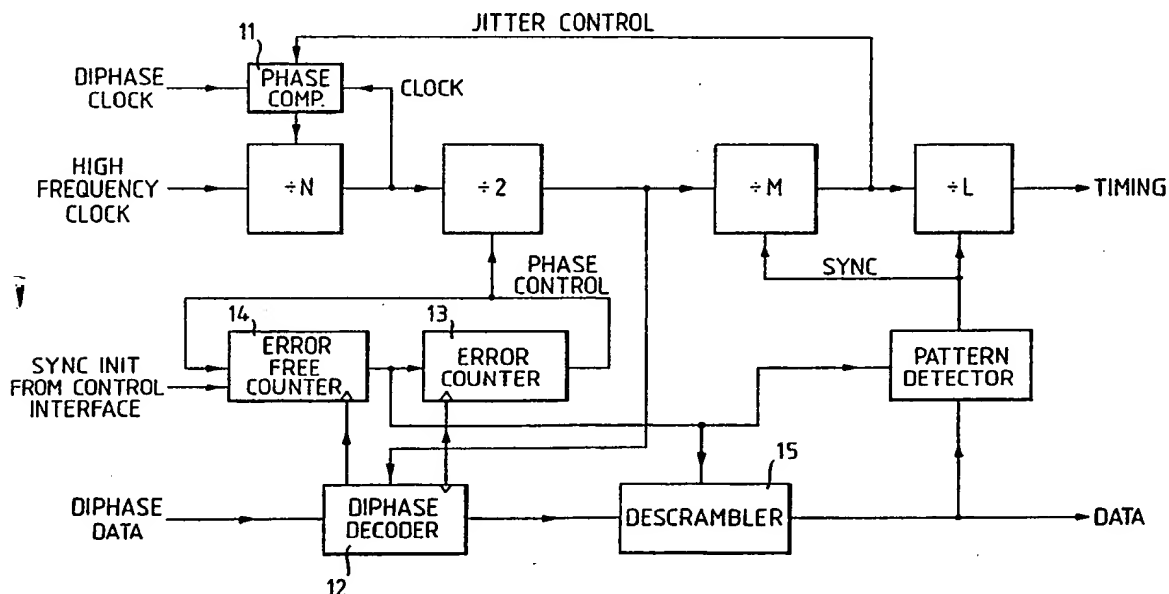 JITTER CONTROL
11
DIPHASE
CLOCK
PHASE
COMP.
CLOCK
HIGH
FREQUENCY
CLOCK
÷N
÷2
÷M
÷L
TIMING
PHASE
CONTROL
SYNC
14
13
SYNC INIT
FROM CONTROL
INTERFACE
ERROR
FREE
COUNTER
ERROR
COUNTER
PATTERN
DETECTOR
15
DIPHASE
DATA
DIPHASE
DECODER
DESCRAMBLER
DATA
12